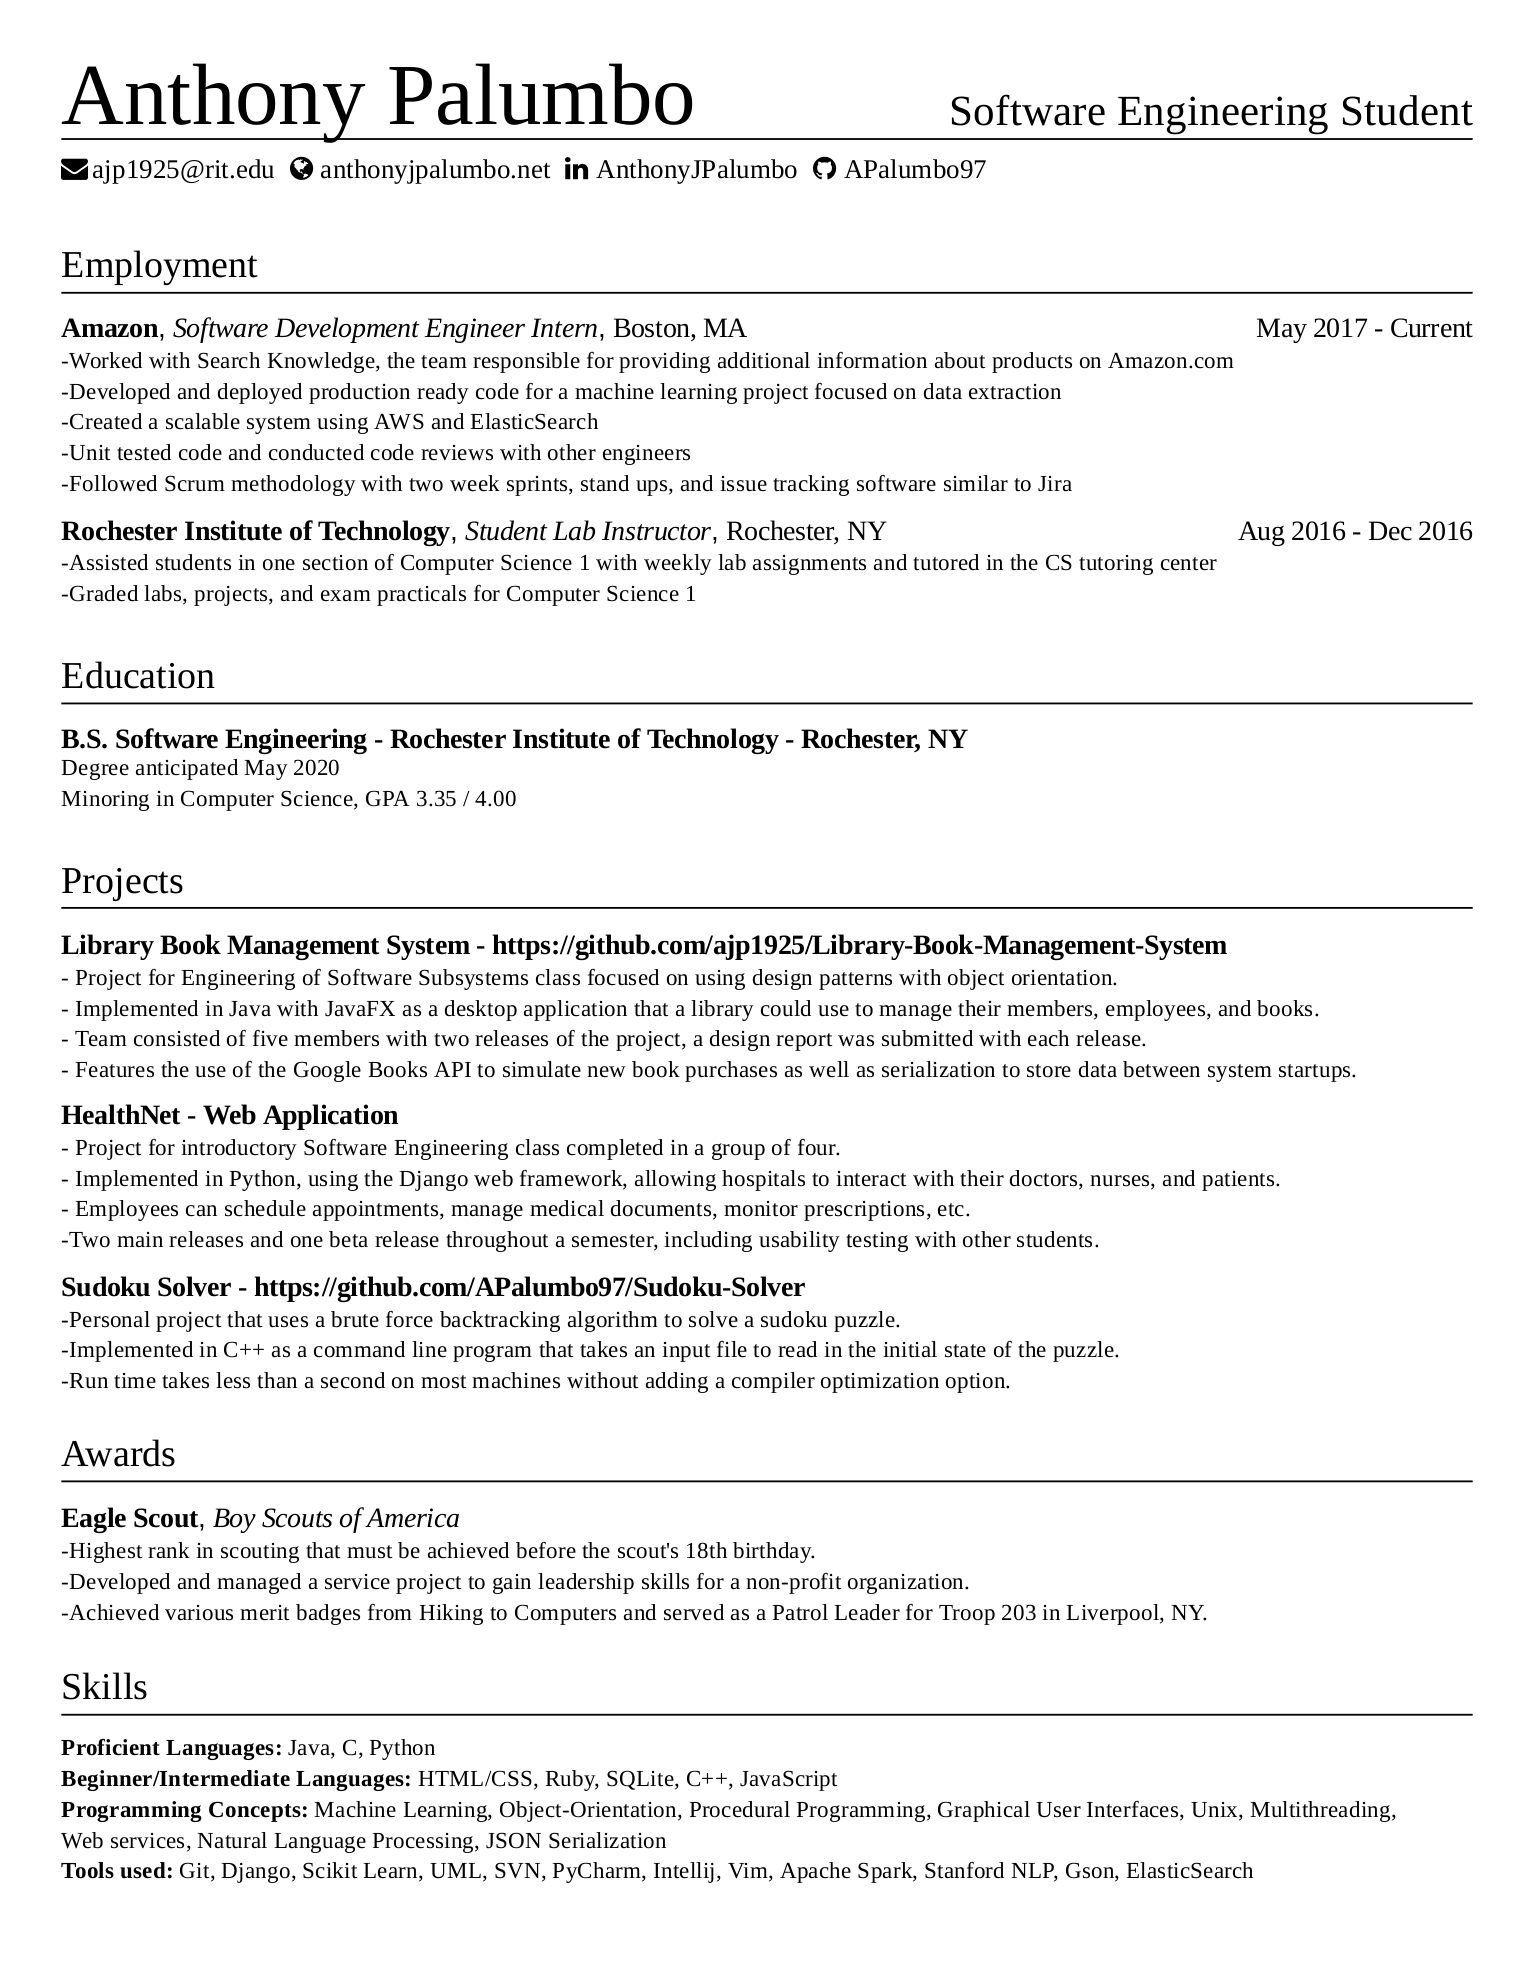 Anthony Palumbo Software Engineering Student
ajp1925@rit.edu anthonyjpalumbo.net AnthonyJPalumbo APalumbo97
Employment
Amazon, Software Development Engineer Intern, Boston, MA May 2017 - Current
-Worked with Search Knowledge, the team responsible for providing additional information about products on Amazon.com
-Developed and deployed production ready code for a machine learning project focused on data extraction
-Created a scalable system using AWS and ElasticSearch
-Unit tested code and conducted code reviews with other engineers
-Followed Scrum methodology with two week sprints, stand ups, and issue tracking software similar to Jira
Rochester Institute of Technology, Student Lab Instructor, Rochester, NY Aug 2016 - Dec 2016
-Assisted students in one section of Computer Science 1 with weekly lab assignments and tutored in the CS tutoring center
-Graded labs, projects, and exam practicals for Computer Science 1
Education
B.S. Software Engineering - Rochester Institute of Technology - Rochester, NY
Degree anticipated May 2020
Minoring in Computer Science, GPA 3.35 / 4.00
Projects
Library Book Management System - https://github.com/ajp1925/Library-Book-Management-System
- Project for Engineering of Software Subsystems class focused on using design patterns with object orientation.
- Implemented in Java with JavaFX as a desktop application that a library could use to manage their members, employees, and books.
- Team consisted of five members with two releases of the project, a design report was submitted with each release.
- Features the use of the Google Books API to simulate new book purchases as well as serialization to store data between system startups.
HealthNet - Web Application
- Project for introductory Software Engineering class completed in a group of four.
- Implemented in Python, using the Django web framework, allowing hospitals to interact with their doctors, nurses, and patients.
- Employees can schedule appointments, manage medical documents, monitor prescriptions, etc.
-Two main releases and one beta release throughout a semester, including usability testing with other students.
Sudoku Solver - https://github.com/APalumbo97/Sudoku-Solver
-Personal project that uses a brute force backtracking algorithm to solve a sudoku puzzle.
-Implemented in C++ as a command line program that takes an input file to read in the initial state of the puzzle.
-Run time takes less than a second on most machines without adding a compiler optimization option.
Awards
Eagle Scout, Boy Scouts of America
-Highest rank in scouting that must be achieved before the scout's 18th birthday.
-Developed and managed a service project to gain leadership skills for a non-profit organization.
-Achieved various merit badges from Hiking to Computers and served as a Patrol Leader for Troop 203 in Liverpool, NY.
Skills
Proficient Languages: Java, C, Python
Beginner/Intermediate Languages: HTML/CSS, Ruby, SQLite, C++, JavaScript
Programming Concepts: Machine Learning, Object-Orientation, Procedural Programming, Graphical User Interfaces, Unix, Multithreading,
Web services, Natural Language Processing, JSON Serialization
Tools used: Git, Django, Scikit Learn, UML, SVN, PyCharm, Intellij, Vim, Apache Spark, Stanford NLP, Gson, ElasticSearch